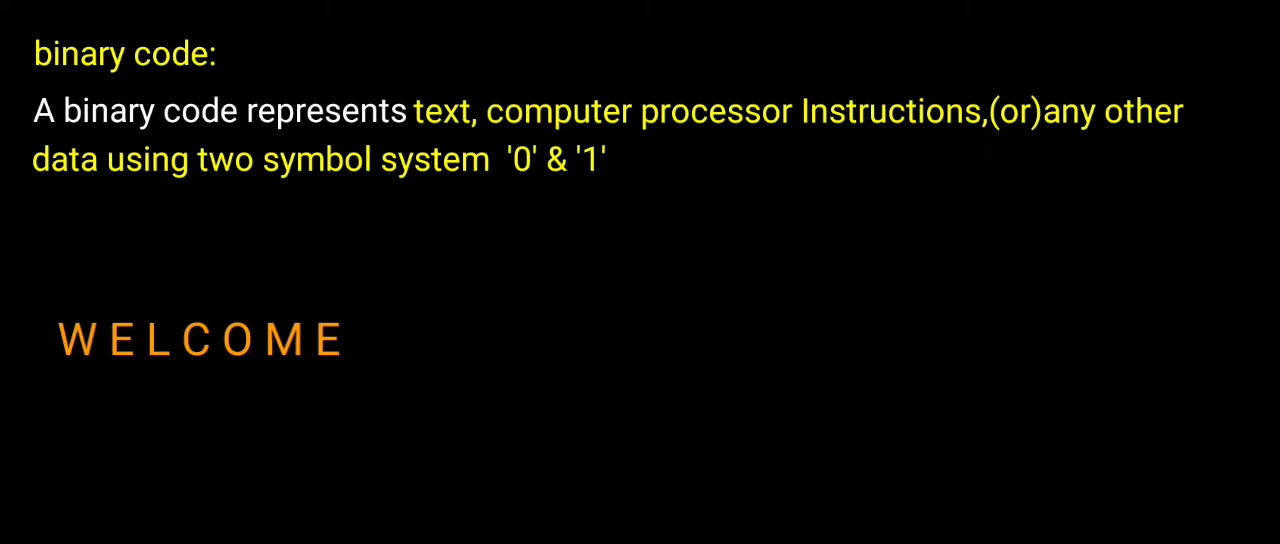 binary code:
A binary code represents text, computer processor Instructions,(or)any other
data using two symbol system '0' & '1'
W E L C O M E